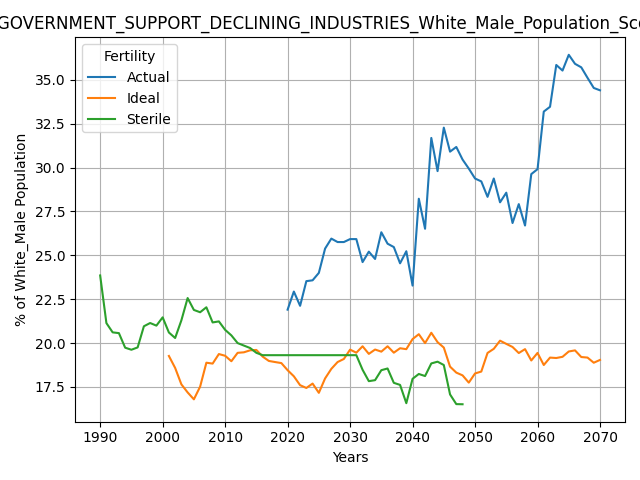 GOVERNMENT_SUPPORT_DECLINING_INDUSTRIES_White_Male_Population_Sc
Fertility
Actual
Ideal
Sterile
35.0
32.5
30.0
27.5
25.0
22.5
20.0
17.5
% of White_Male Population
1990 2000 2010 2020 2030 2040 2050 2060 2070
Years